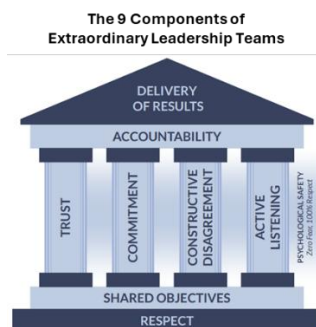 The 9 Components of
Extraordinary Leadership Teams
DELIVERY
OF RESULTS
ACCOUNTABILITY
TRUST
COMMITMENT
CONSTRUCTIVE
DISAGREEMENT
ACTIVE
LISTENING
PSYCHOLOGICAL SAFETY
Zero Fear, 100% Respect
SHARED OBJECTIVES
RESPECT